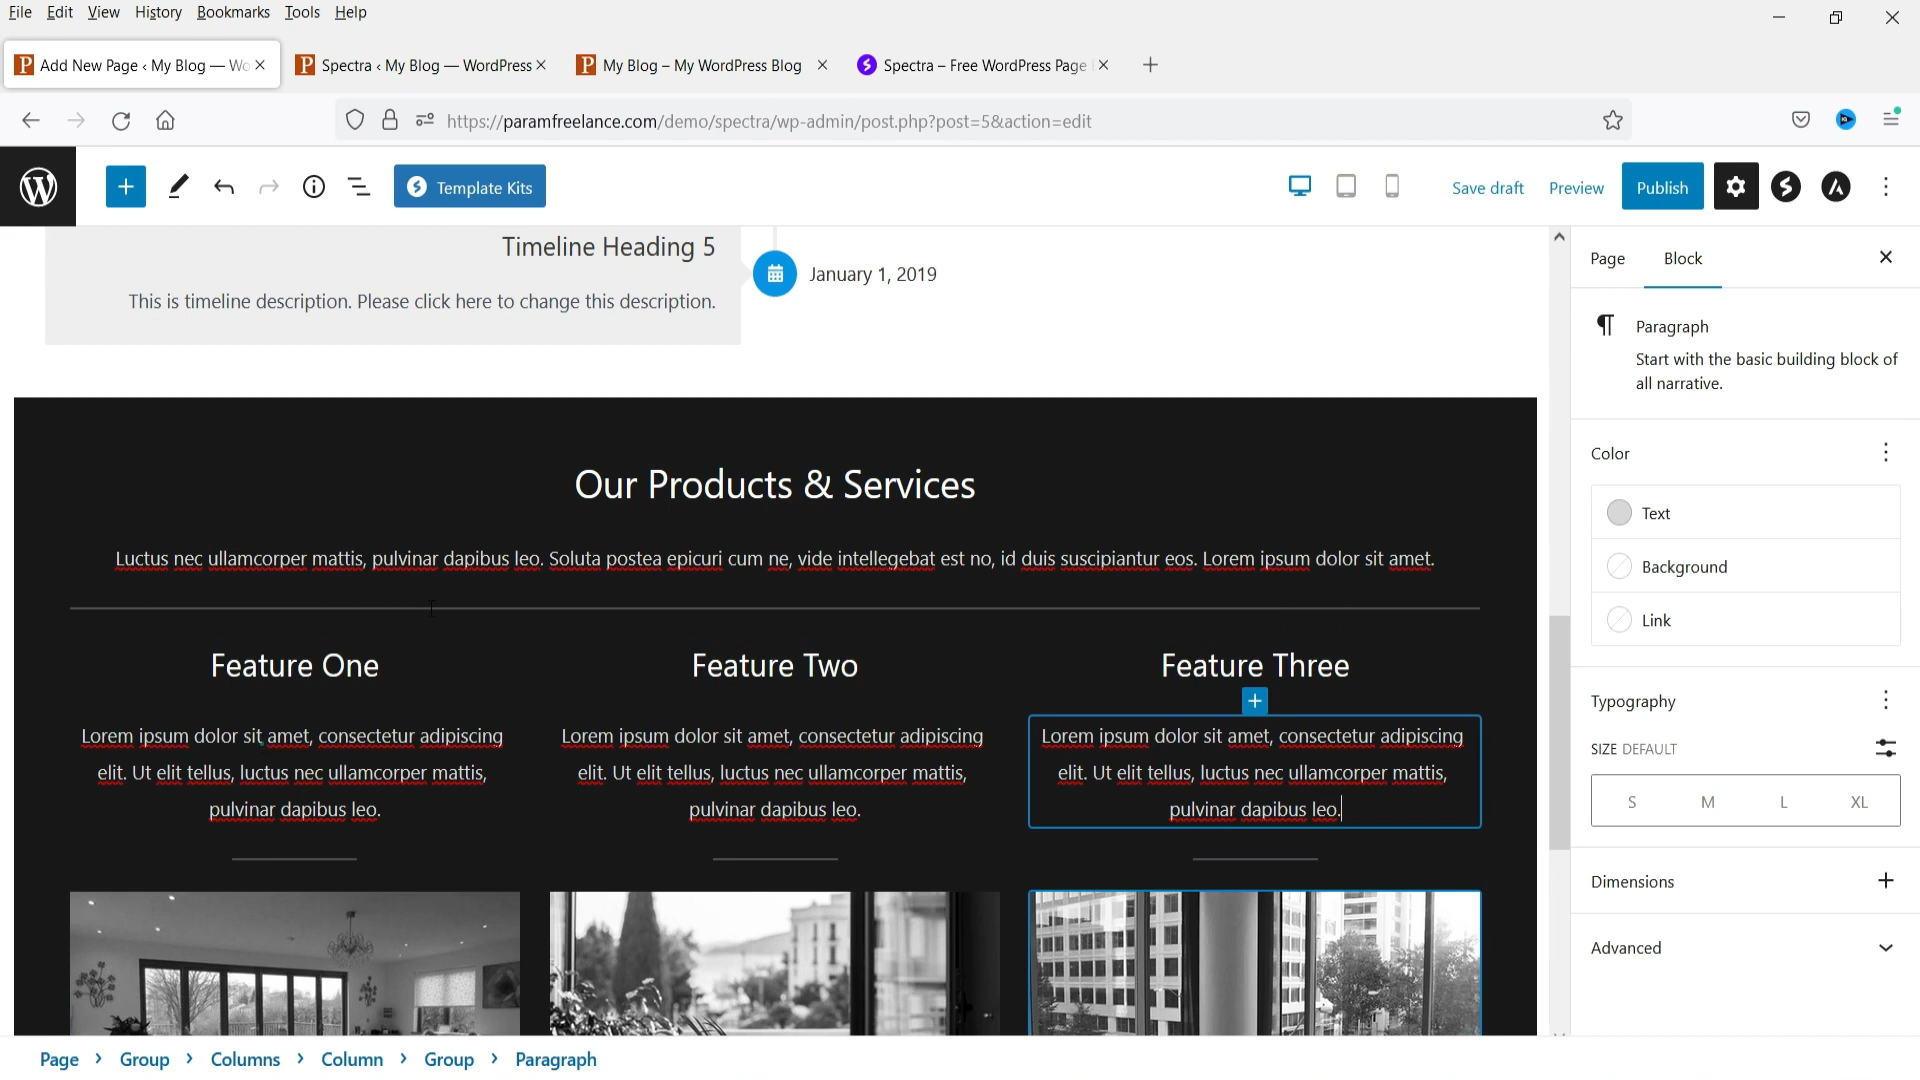 File Edit View History Bookmarks Tools Help
Add New Page ‹ My Blog — Wo
Spectra ‹ My Blog — WordPress
My Blog – My WordPress Blog
Spectra – Free WordPress Page
https://paramfreelance.com/demo/spectra/wp-admin/post.php?post=5&action=edit
Template Kits
Save draft
Preview
Publish
Timeline Heading 5
This is timeline description. Please click here to change this description.
January 1, 2019
Our Products & Services
Luctus nec ullamcorper mattis, pulvinar dapibus leo. Soluta postea epicuri cum ne, vide intellegebat est no, id duis suscipiantur eos. Lorem ipsum dolor sit amet.
Feature One
Lorem ipsum dolor sit amet, consectetur adipiscing
elit. Ut elit tellus, luctus nec ullamcorper mattis,
pulvinar dapibus leo.
Feature Two
Lorem ipsum dolor sit amet, consectetur adipiscing
elit. Ut elit tellus, luctus nec ullamcorper mattis,
pulvinar dapibus leo.
Feature Three
Lorem ipsum dolor sit amet, consectetur adipiscing
elit. Ut elit tellus, luctus nec ullamcorper mattis,
pulvinar dapibus leo.
Page Block
Paragraph
Start with the basic building block of
all narrative.
Color
Text
Background
Link
Typography
SIZE DEFAULT
S M L XL
Dimensions
Advanced
Page › Group › Columns › Column › Group › Paragraph